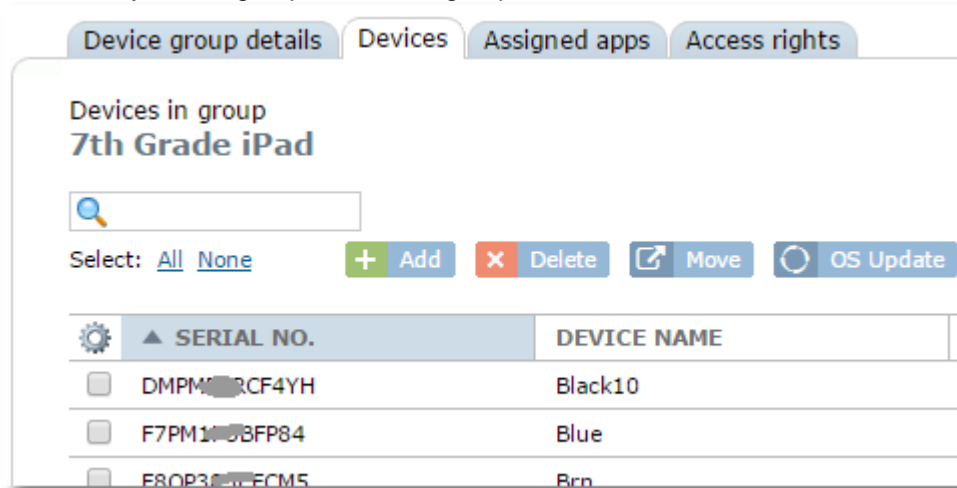 Device group details Devices Assigned apps Access rights
Devices in group
7th Grade iPad
Select: All None Add Delete Move OS Update
SERIAL NO. DEVICE NAME
Black10
Blue
Brn